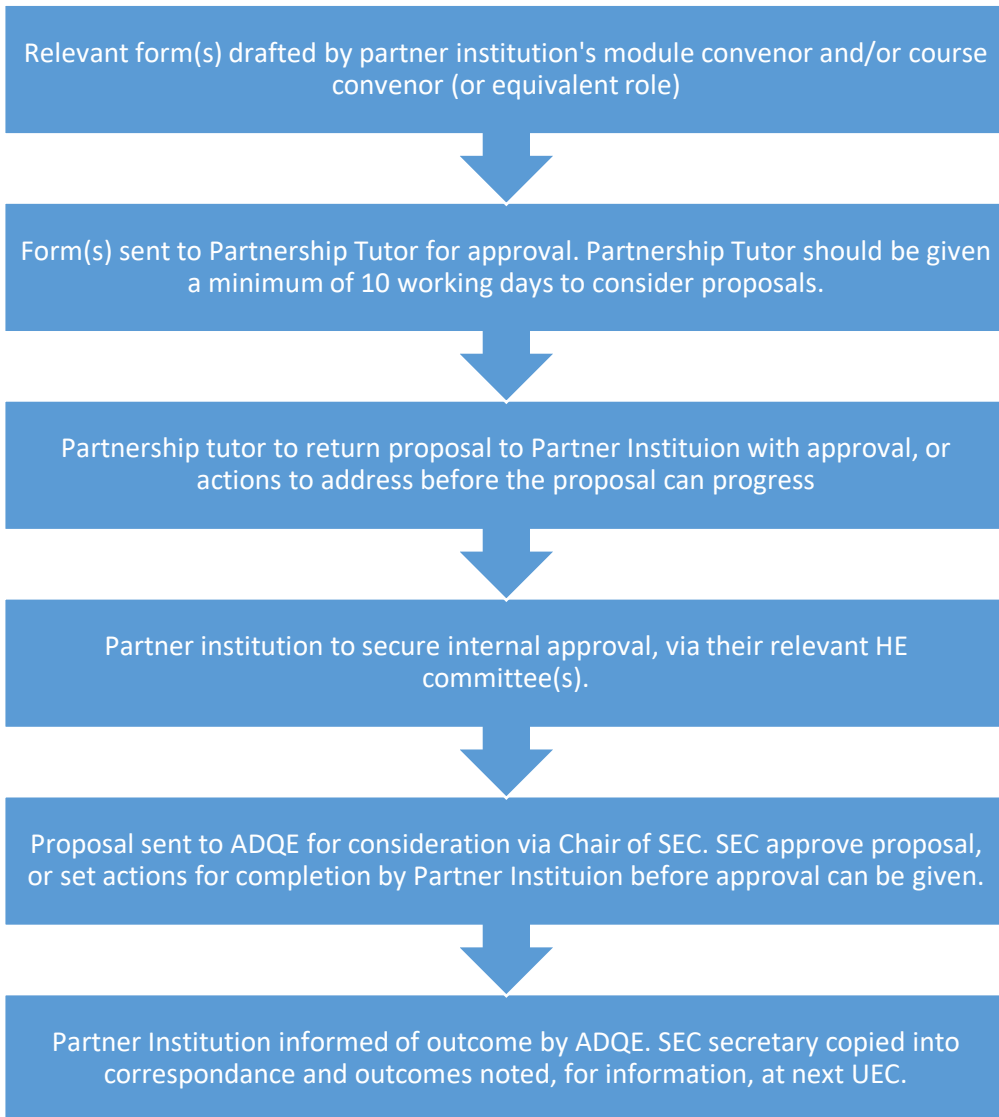 Relevant form(s) drafted by partner institution's module convenor and/or course
convenor (or equivalent role)
Form(s) sent to Partnership Tutor for approval. Partnership Tutor should be given
a minimum of 10 working days to consider proposals.
Partnership tutor to return proposal to Partner Instituion with approval, or
actions to address before the proposal can progress
Partner institution to secure internal approval, via their relevant HE
committee(s).
Proposal sent to ADQE for consideration via Chair of SEC. SEC approve proposal,
or set actions for completion by Partner Instituion before approval can be given.
Partner Institution informed of outcome by ADQE. SEC secretary copied into
correspondance and outcomes noted, for information, at next UEC.